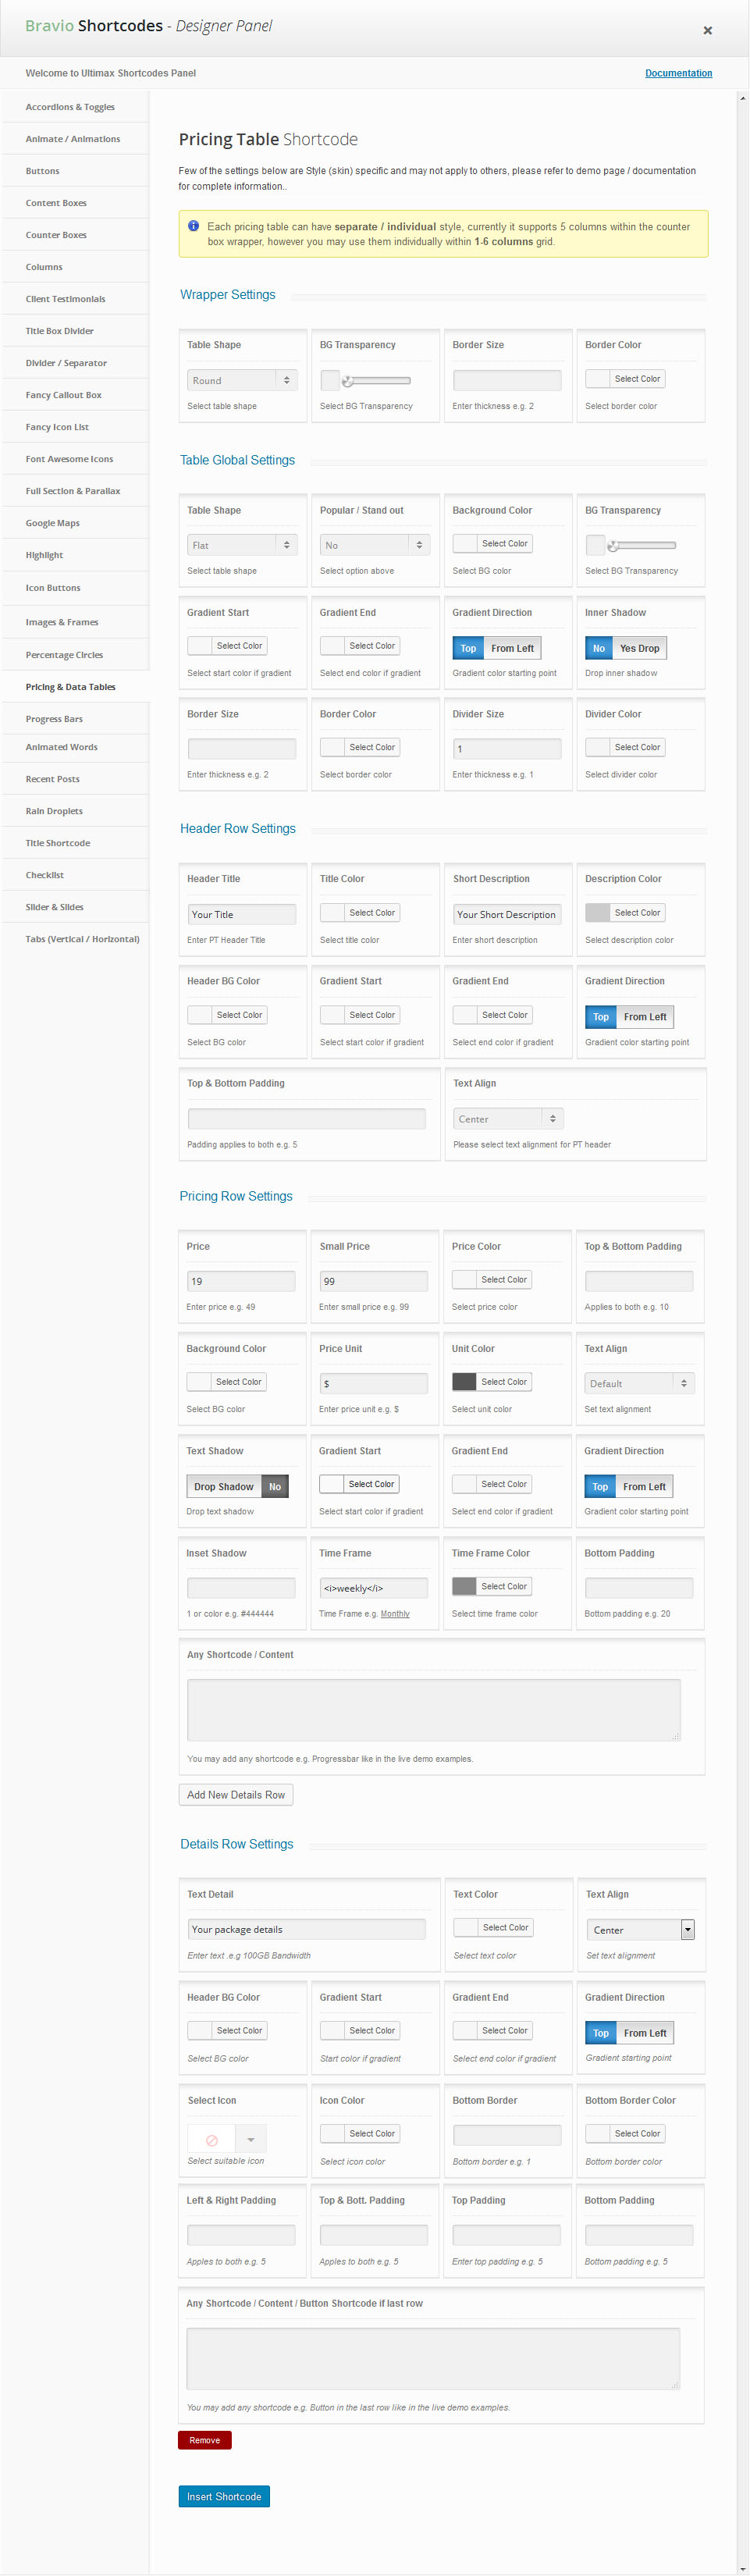 Bravio Shortcodes - Designer Panel
Welcome to Ultimax Shortcodes Panel
Documentation
Accordions & Toggles
Animate / Animations
Buttons
Content Boxes
Counter Boxes
Columns
Client Testimonials
Title Box Divider
Divider / Separator
Fancy Callout Box
Fancy Icon List
Font Awesome Icons
Full Section & Parallax
Google Maps
Highlight
Icon Buttons
Images & Frames
Percentage Circles
Pricing & Data Tables
Progress Bars
Animated Words
Recent Posts
Rain Droplets
Title Shortcode
Checklist
Slider & Slides
Tabs (Vertical / Horizontal)
Pricing Table Shortcode
Few of the settings below are Style (skin) specific and may not apply to others, please refer to demo page / documentation
for complete information..
Each pricing table can have separate / individual style, currently it supports 5 columns within the counter
box wrapper, however you may use them individually within 1-6 columns grid.
Wrapper Settings
Table Shape
BG Transparency
Border Size
Border Color
Round
Select Color
Select table shape
Select BG Transparency
Enter thickness e.g. 2
Select border color
Table Global Settings
Table Shape
Popular / Stand out
Background Color
BG Transparency
Flat
No
Select Color
Select table shape
Select option above
Select BG color
Select BG Transparency
Gradient Start
Gradient End
Gradient Direction
Inner Shadow
Select Color
Select Color
Top From Left
No Yes Drop
Select start color if gradient
Select end color if gradient
Gradient color starting point
Drop inner shadow
Border Size
Border Color
Divider Size
Divider Color
Select Color
1
Select Color
Enter thickness e.g. 2
Select border color
Enter thickness e.g. 1
Select divider color
Header Row Settings
Header Title
Title Color
Short Description
Description Color
Your Title
Select Color
Your Short Description
Select Color
Enter PT Header Title
Select title color
Enter short description
Select description color
Header BG Color
Gradient Start
Gradient End
Gradient Direction
Select Color
Select Color
Select Color
Top From Left
Select BG color
Select start color if gradient
Select end color if gradient
Gradient color starting point
Top & Bottom Padding
Text Align
Center
Padding applies to both e.g. 5
Please select text alignment for PT header
Pricing Row Settings
Price
Small Price
Price Color
Top & Bottom Padding
19
99
Select Color
Enter price e.g. 49
Enter small price e.g. 99
Select price color
Applies to both e.g. 10
Background Color
Price Unit
Unit Color
Text Align
Select Color
$
Select Color
Default
Select BG color
Enter price unit e.g. $
Select unit color
Set text alignment
Text Shadow
Gradient Start
Gradient End
Gradient Direction
Drop Shadow No
Select Color
Select Color
Top From Left
Drop text shadow
Select start color if gradient
Select end color if gradient
Gradient color starting point
Inset Shadow
Time Frame
Time Frame Color
Bottom Padding
<i>weekly</i>
Select Color
1 or color e.g. #444444
Time Frame e.g. Monthly
Select time frame color
Bottom padding e.g. 20
Any Shortcode / Content
You may add any shortcode e.g. Progressbar like in the live demo examples.
Add New Details Row
Details Row Settings
Text Detail
Text Color
Text Align
Your package details
Select Color
Center
Enter text .e.g 100GB Bandwidth
Select text color
Set text alignment
Header BG Color
Gradient Start
Gradient End
Gradient Direction
Select Color
Select Color
Select Color
Top From Left
Select BG color
Start color if gradient
Select end color if gradient
Gradient starting point
Select Icon
Icon Color
Bottom Border
Bottom Border Color
Select Color
Select Color
Select suitable icon
Select icon color
Bottom border e.g. 1
Bottom border color
Left & Right Padding
Top & Bott. Padding
Top Padding
Bottom Padding
Apples to both e.g. 5
Apples to both e.g. 5
Enter top padding e.g. 5
Bottom padding e.g. 5
Any Shortcode / Content / Button Shortcode if last row
You may add any shortcode e.g. Button in the last row like in the live demo examples.
Remove
Insert Shortcode